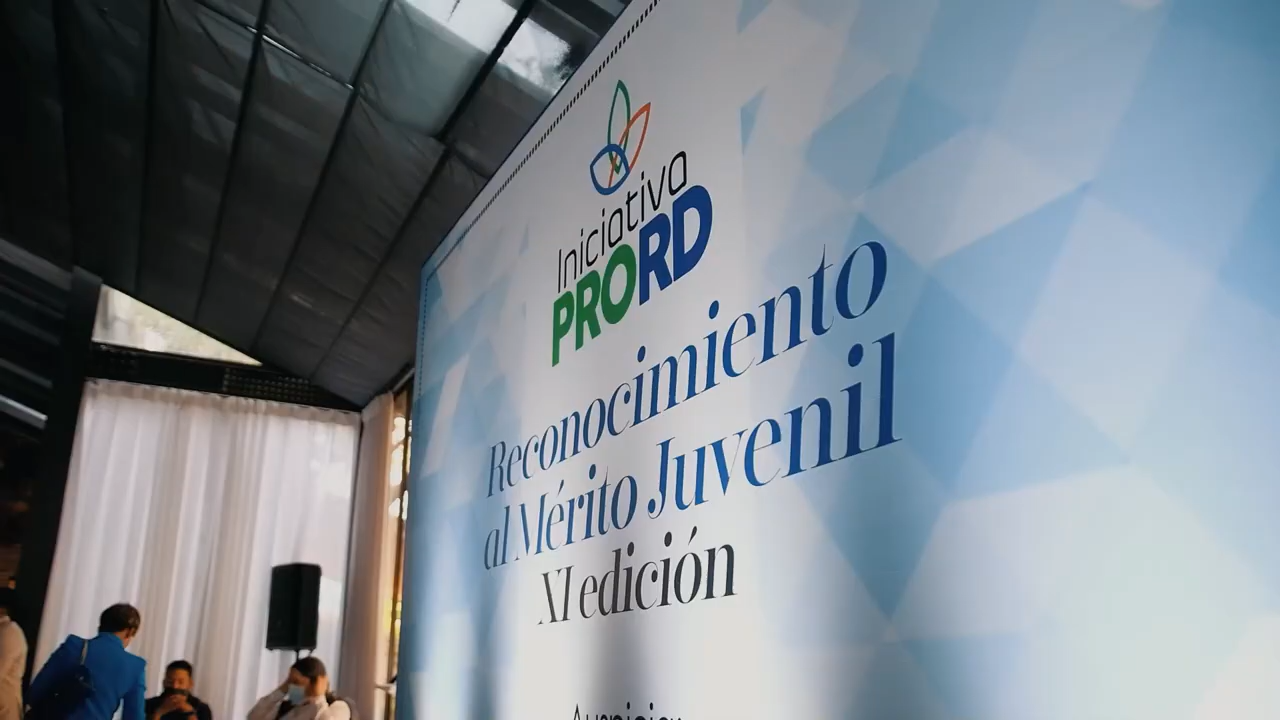 Iniciativa
PRORD
Reconocimiento
al Mérito Juvenil
XI edición